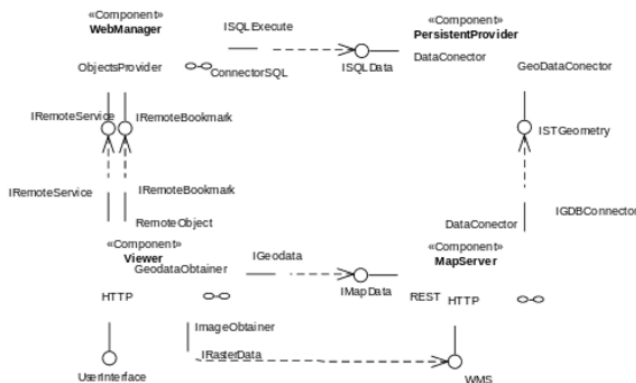 «Component»
WebManager
ISQLExecute
«Component»
PersistentProvider
ObjectsProvider
ConnectorSQL
ISQLData
DataConector
GeoDataConector
IRemoteService
IRemoteBookmark
ISTGeometry
IRemoteService
IRemoteBookmark
RemoteObject
DataConector
IGDBConnector
«Component»
Viewer
GeodataObtainer
IGeodata
«Component»
MapServer
HTTP
IMapData
REST
HTTP
ImageObtainer
IRasterData
UserInterface
WMS